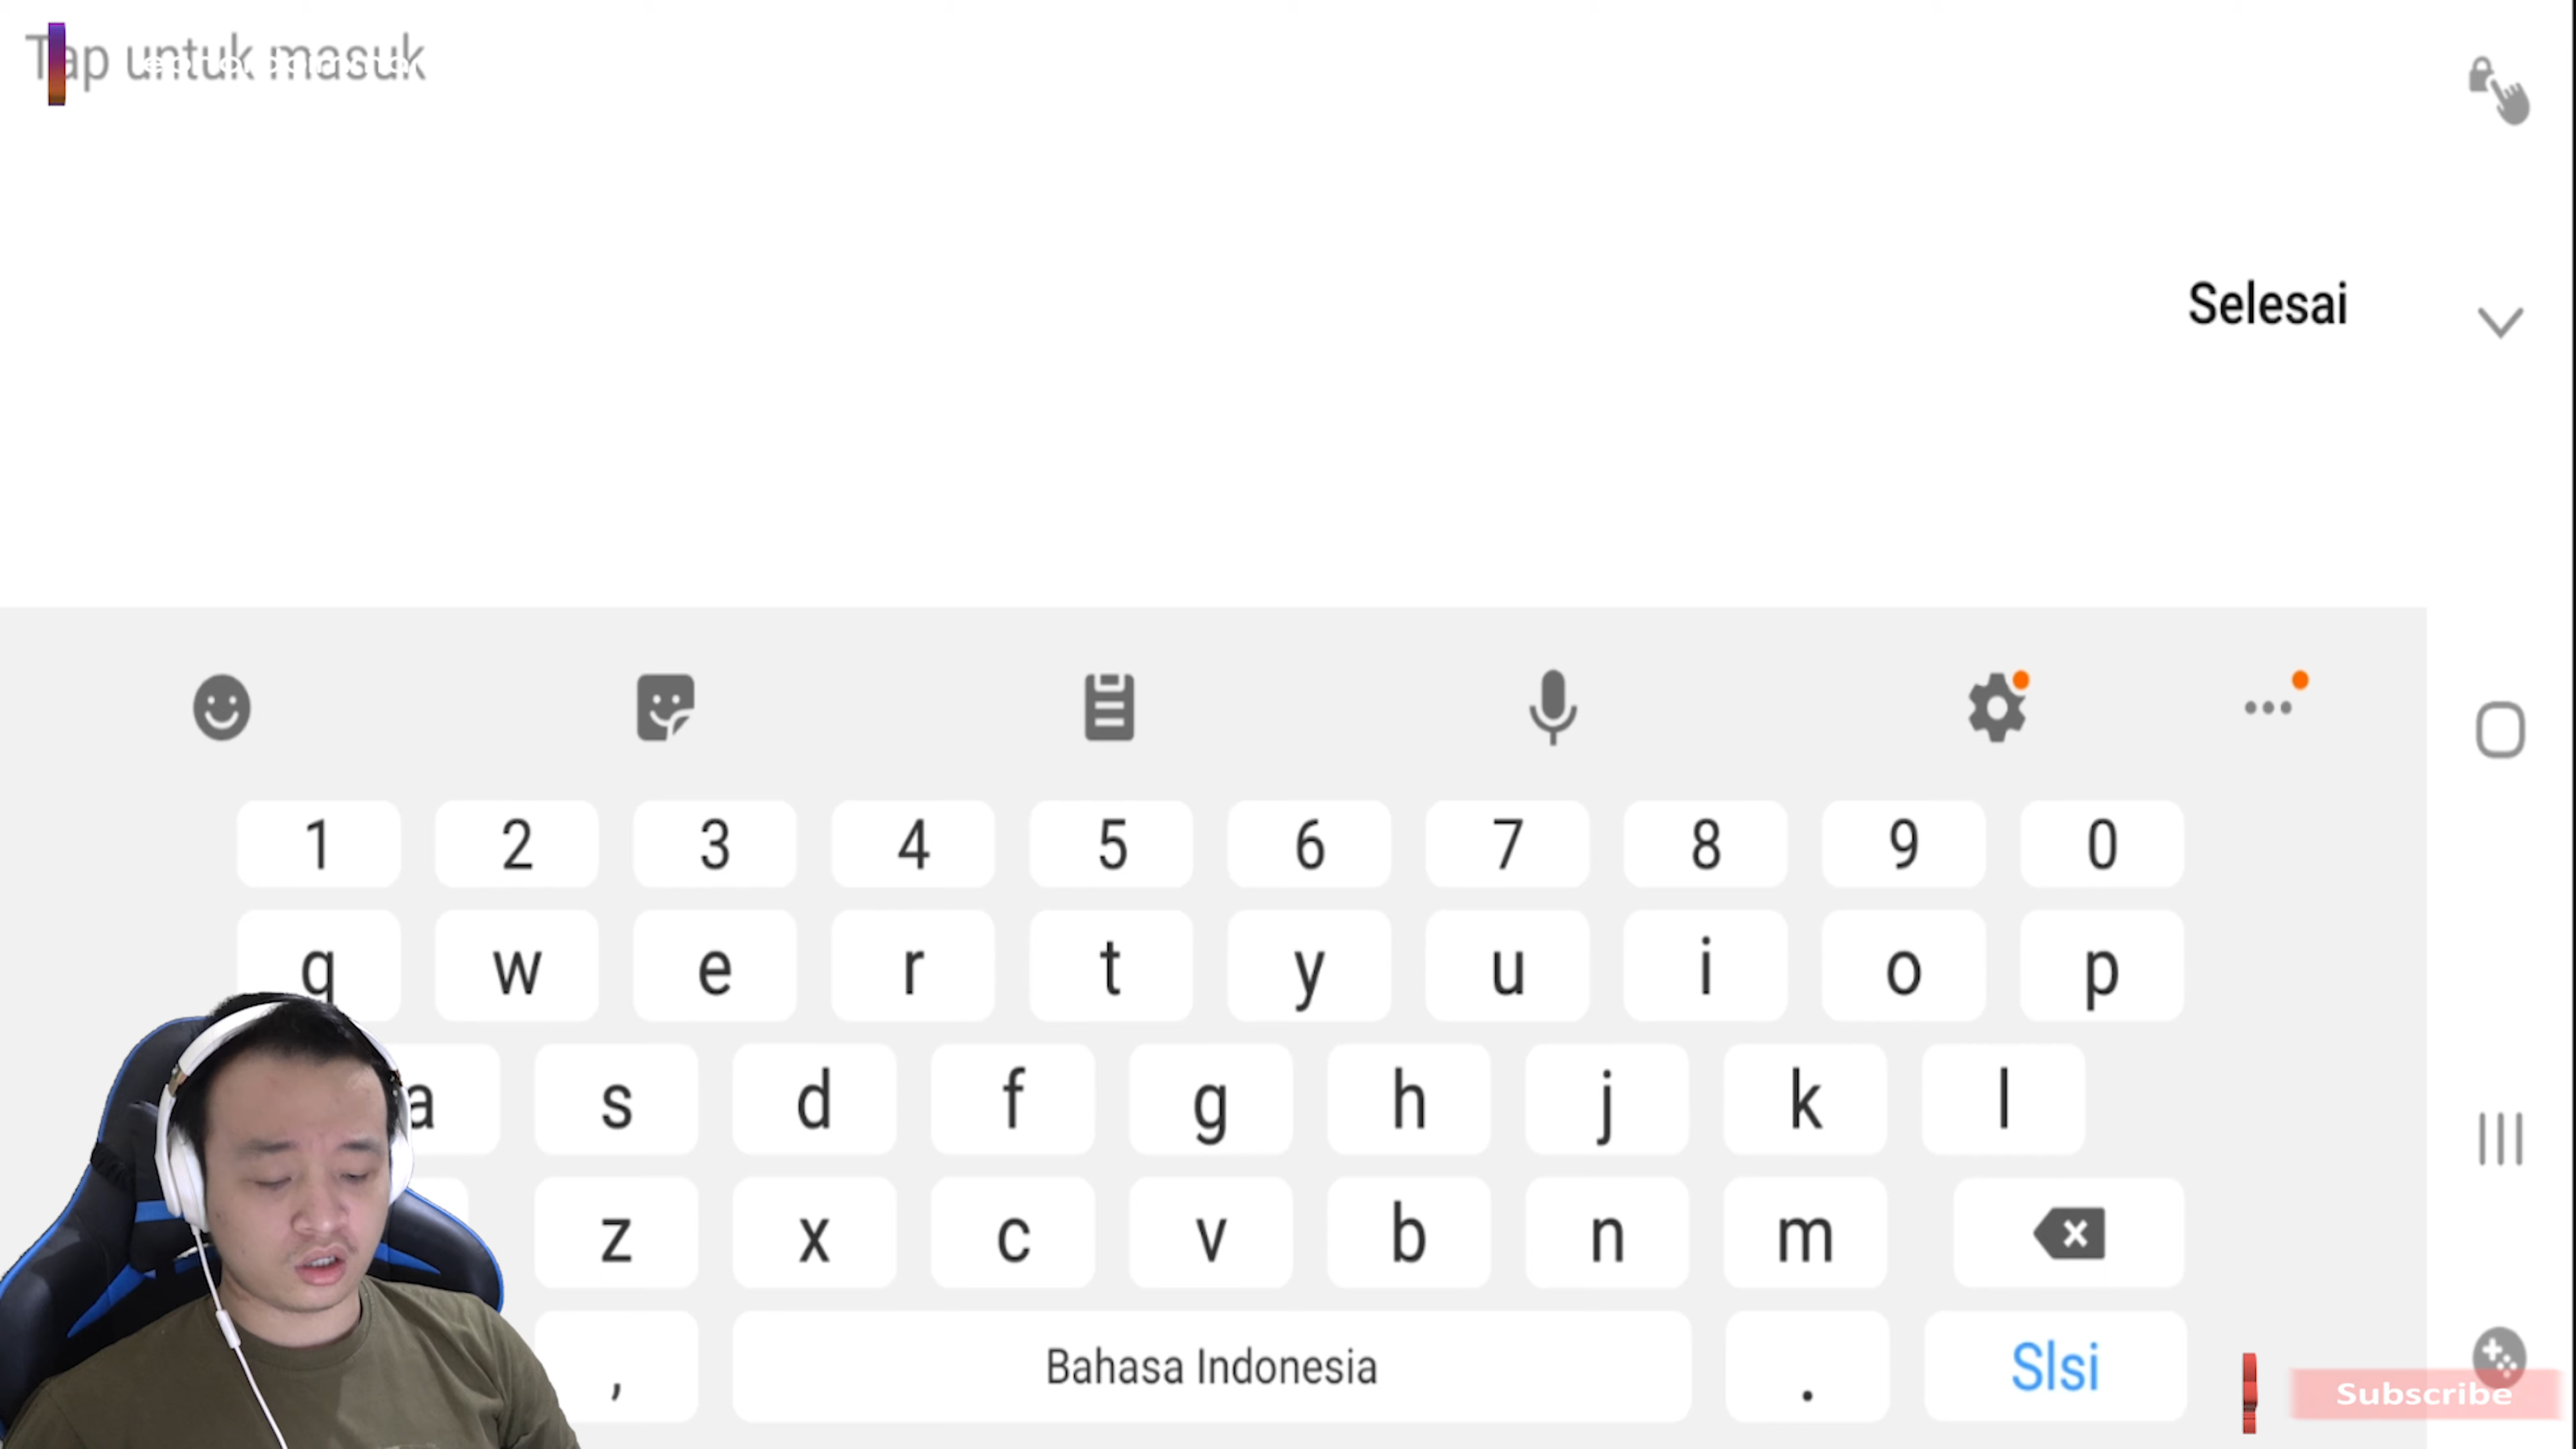 Tap untuk masuk
Selesai
1 2 3 4 5 6 7 8 9 0
q w e r t y u i o p
a s d f g h j k l
z x c v b n m
, Bahasa Indonesia . Slsi
Subscribe